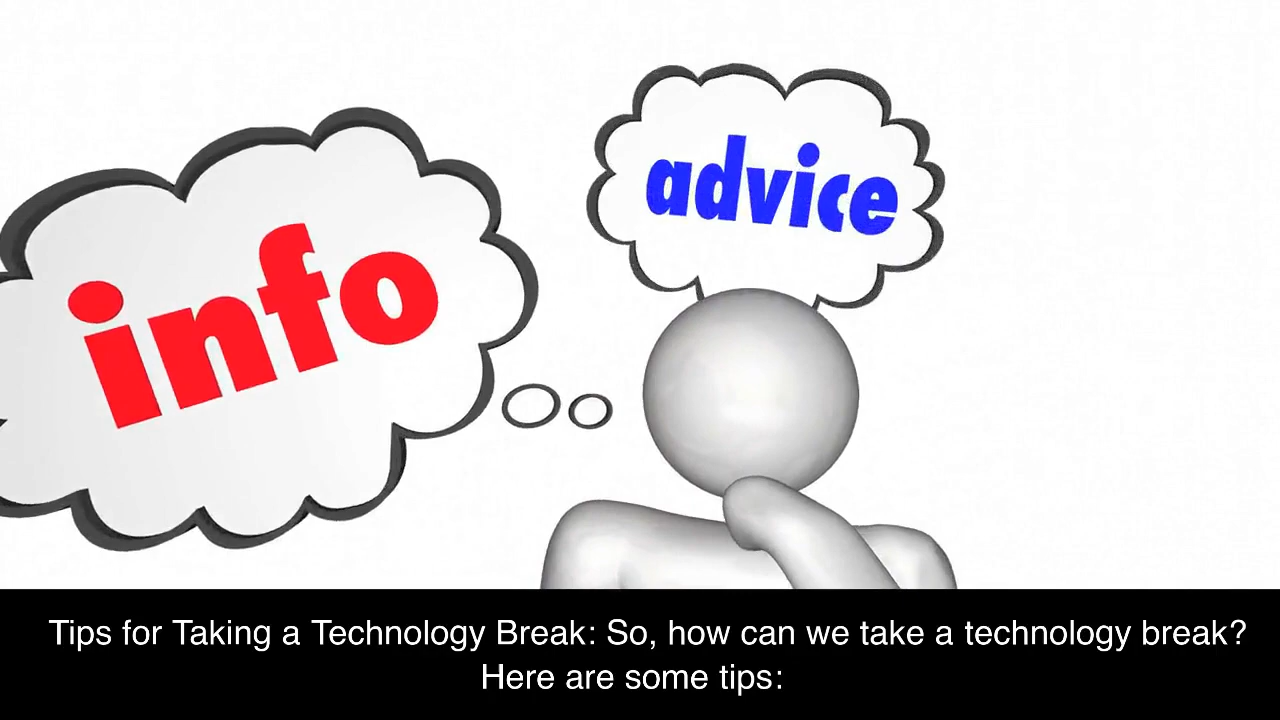 info
advice
Tips for Taking a Technology Break: So, how can we take a technology break?
Here are some tips: